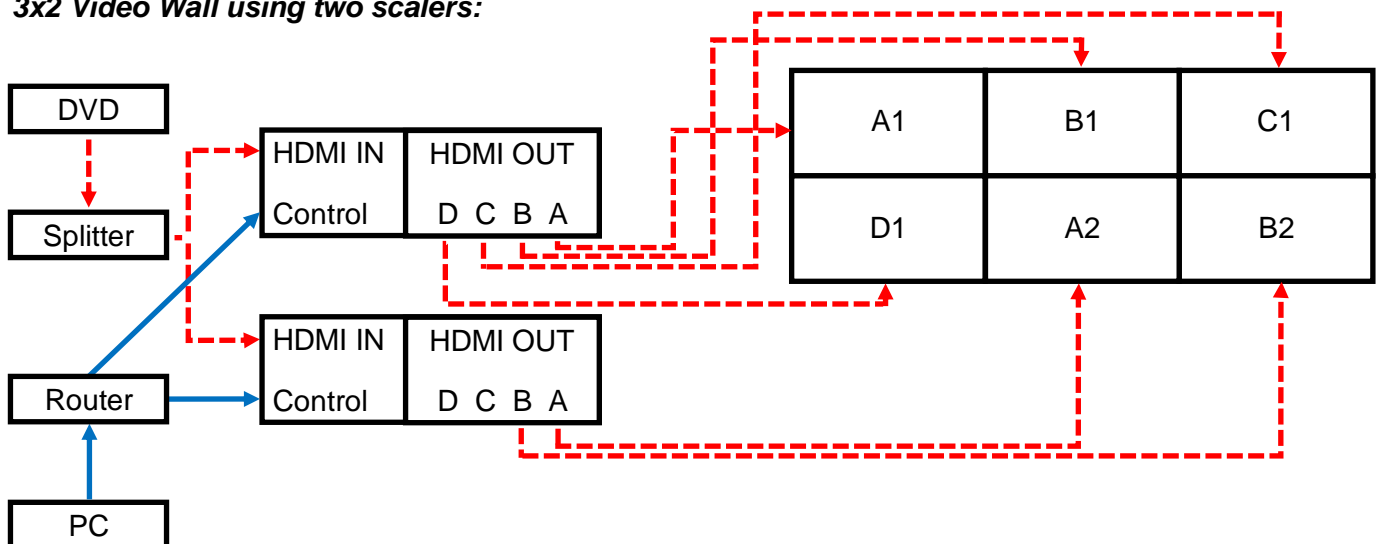 3x2 Video Wall using two scalers:
DVD
Splitter
Router
PC
HDMI IN
Control
HDMI OUT
D C B A
HDMI IN
Control
HDMI OUT
D C B A
A1 B1 C1
D1 A2 B2